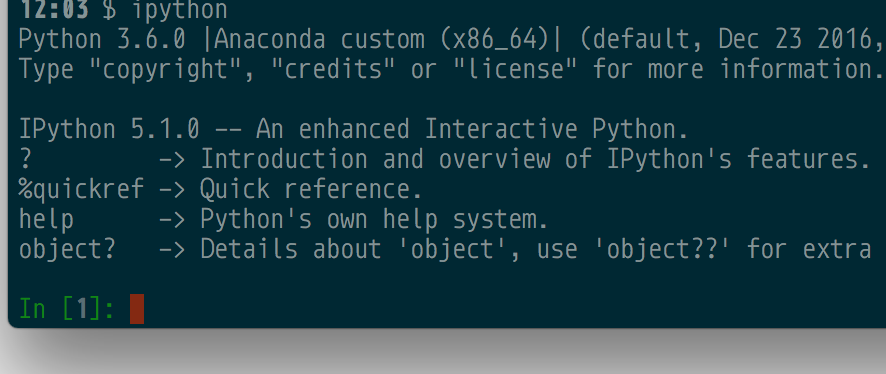 12:03 $ ipython
Python 3.6.0 |Anaconda custom (x86_64)| (default, Dec 23 2016,
Type "copyright", "credits" or "license" for more information.
IPython 5.1.0 -- An enhanced Interactive Python.
?         -> Introduction and overview of IPython's features.
%quickref -> Quick reference.
help      -> Python's own help system.
object?   -> Details about 'object', use 'object??' for extra
In [1]: